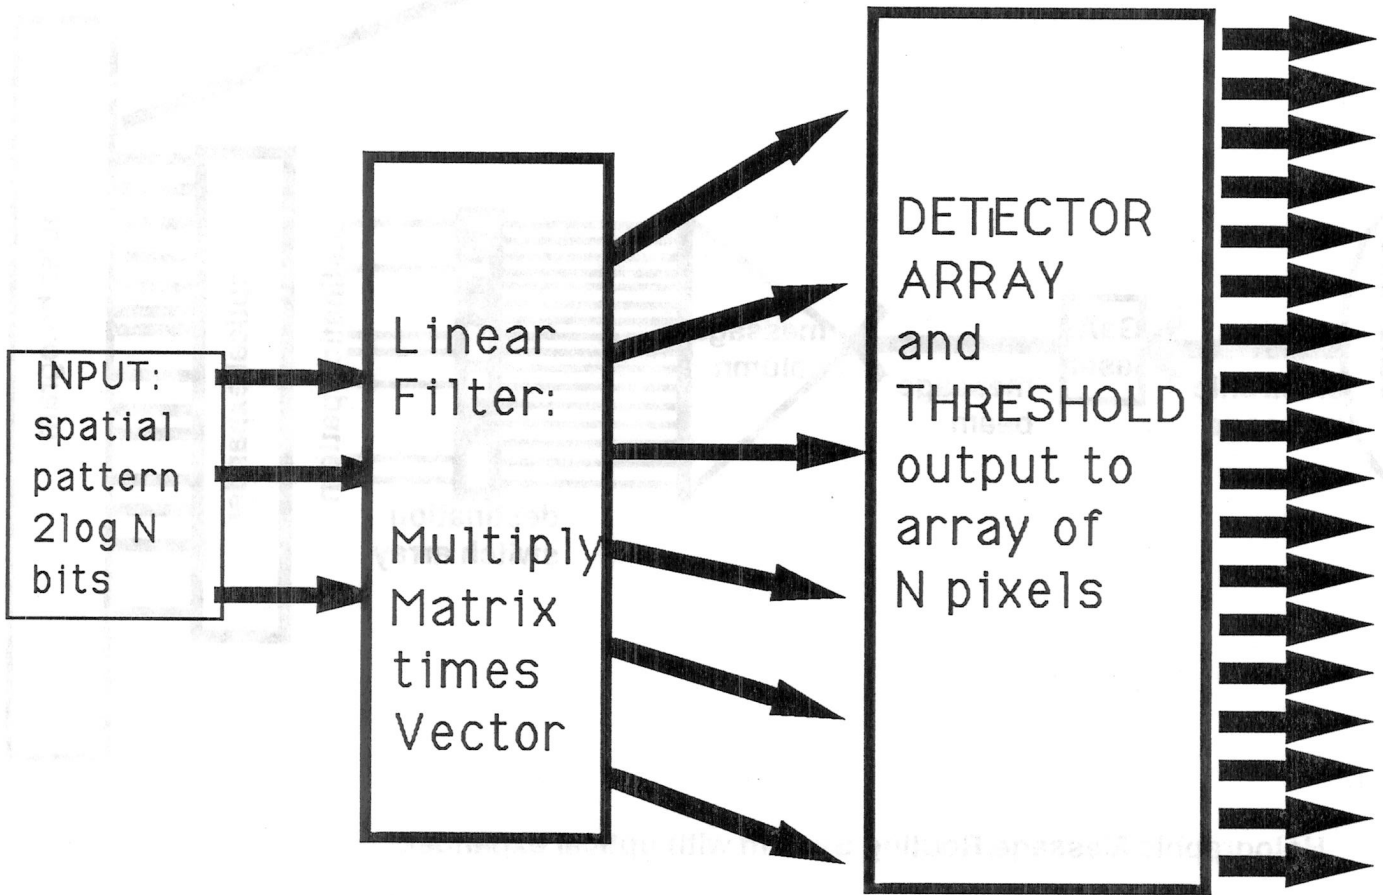 INPUT:
spatial
pattern
2log N
bits
Linear
Filter:
Multiply
Matrix
times
Vector
DETECTOR
ARRAY
and
THRESHOLD
output to
array of
N pixels